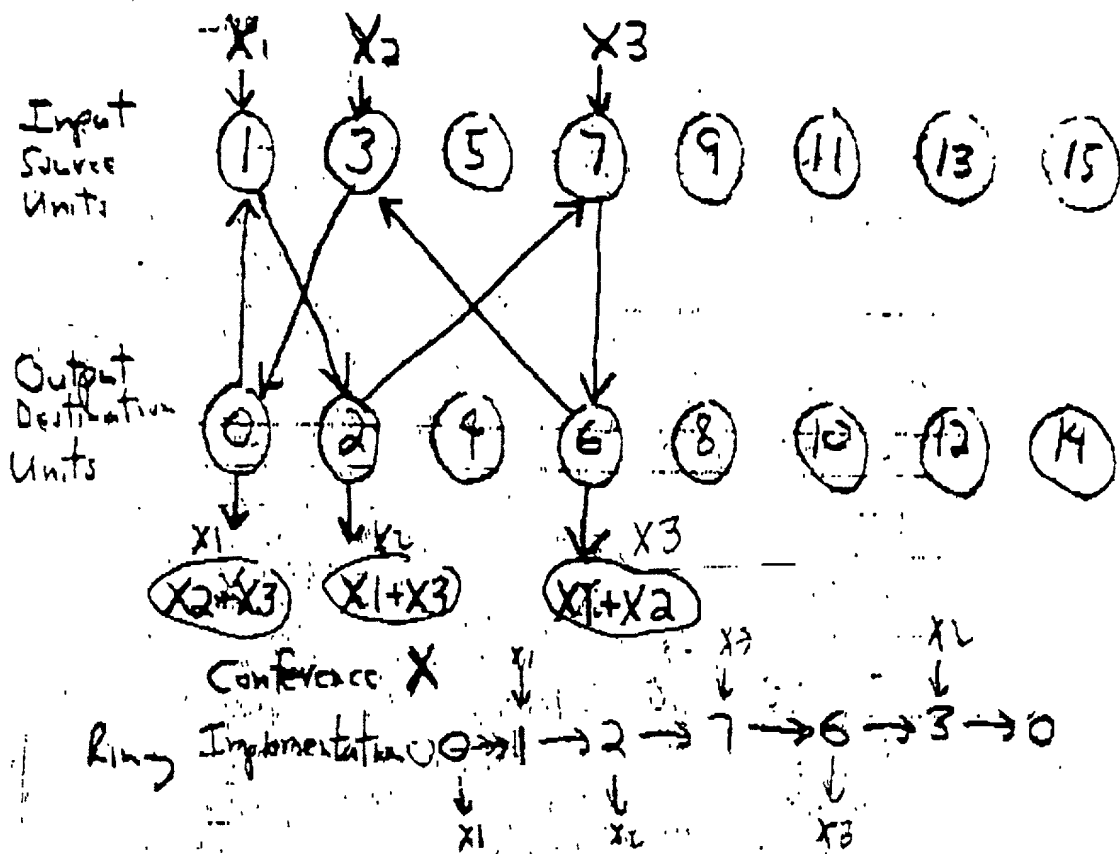 X1 X2 X3
Input
Source
Units
1 3 5 7 9 11 13 15
Output
Destination
Units
0 2 4 6 8 10 12 14
X1 X2 X3
X2+X3 X1+X3 X1+X2
Conference X
X1 X3 X2
Ring Implementation 0 → 1 → 2 → 7 → 6 → 3 → 0
X1 X2 X3